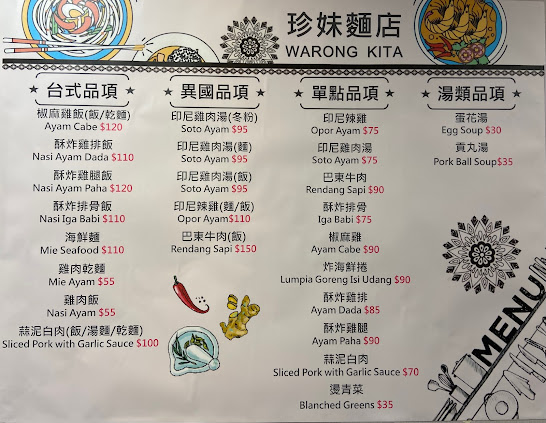 珍妹麵店
WARONG KITA
★ 台式品項 ★
椒麻雞飯(飯/乾麵)
Ayam Cabe $120
酥炸雞排飯
Nasi Ayam Dada $110
酥炸雞腿飯
Nasi Ayam Paha $120
酥炸排骨飯
Nasi Iga Babi $110
海鮮麵
Mie Seafood $110
雞肉乾麵
Mie Ayam $55
雞肉飯
Nasi Ayam $55
蒜泥白肉(飯/湯麵/乾麵)
Sliced Pork with Garlic Sauce $100
★ 異國品項 ★
印尼雞肉湯(冬粉)
Soto Ayam $95
印尼雞肉湯(麵)
Soto Ayam $95
印尼雞肉湯(飯)
Soto Ayam $95
印尼辣雞(麵/飯)
Opor Ayam$110
巴東牛肉(飯)
Rendang Sapi $150
★ 單點品項 ★
印尼辣雞
Opor Ayam $75
印尼雞肉湯
Soto Ayam $75
巴東牛肉
Rendang Sapi $90
酥炸排骨
Iga Babi $75
椒麻雞
Ayam Cabe $90
炸海鮮捲
Lumpia Goreng Isi Udang $90
酥炸雞排
Ayam Dada $85
酥炸雞腿
Ayam Paha $90
蒜泥白肉
Sliced Pork with Garlic Sauce $70
燙青菜
Blanched Greens $35
★ 湯類品項 ★
蛋花湯
Egg Soup $30
貢丸湯
Pork Ball Soup$35
MENU